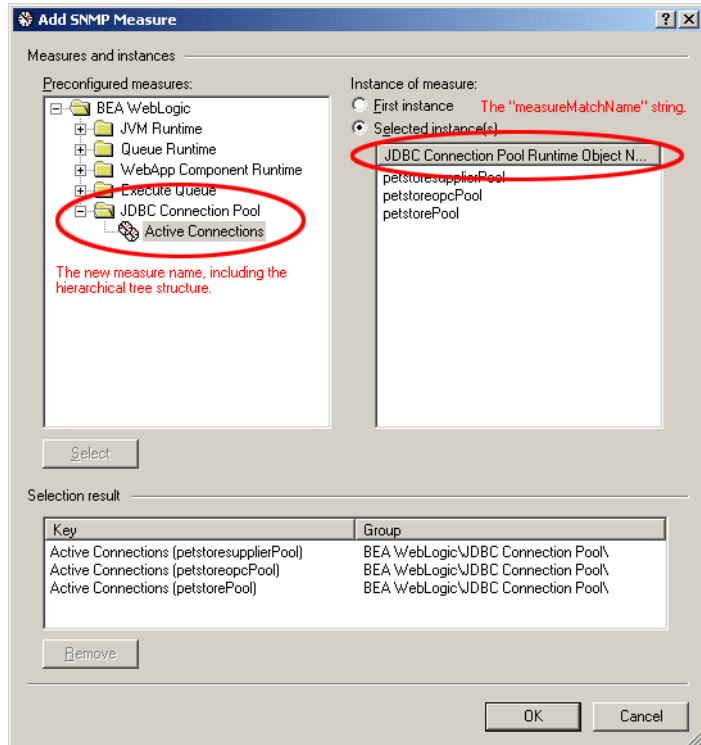 Add SNMP Measure
Measures and instances
Preconfigured measures:
BEA WebLogic
JVM Runtime
Queue Runtime
WebApp Component Runtime
Execute Queue
JDBC Connection Pool
Active Connections
The new measure name, including the
hierarchical tree structure.
Instance of measure:
First instance
The "measureMatchName" string.
Selected instance(s)
JDBC Connection Pool Runtime Object N...
petstoresupplierPool
petstoreopcPool
petstorePool
Select
Selection result
Key Group
Active Connections (petstoresupplierPool) BEA WebLogic\JDBC Connection Pool\
Active Connections (petstoreopcPool) BEA WebLogic\JDBC Connection Pool\
Active Connections (petstorePool) BEA WebLogic\JDBC Connection Pool\
Remove
OK Cancel